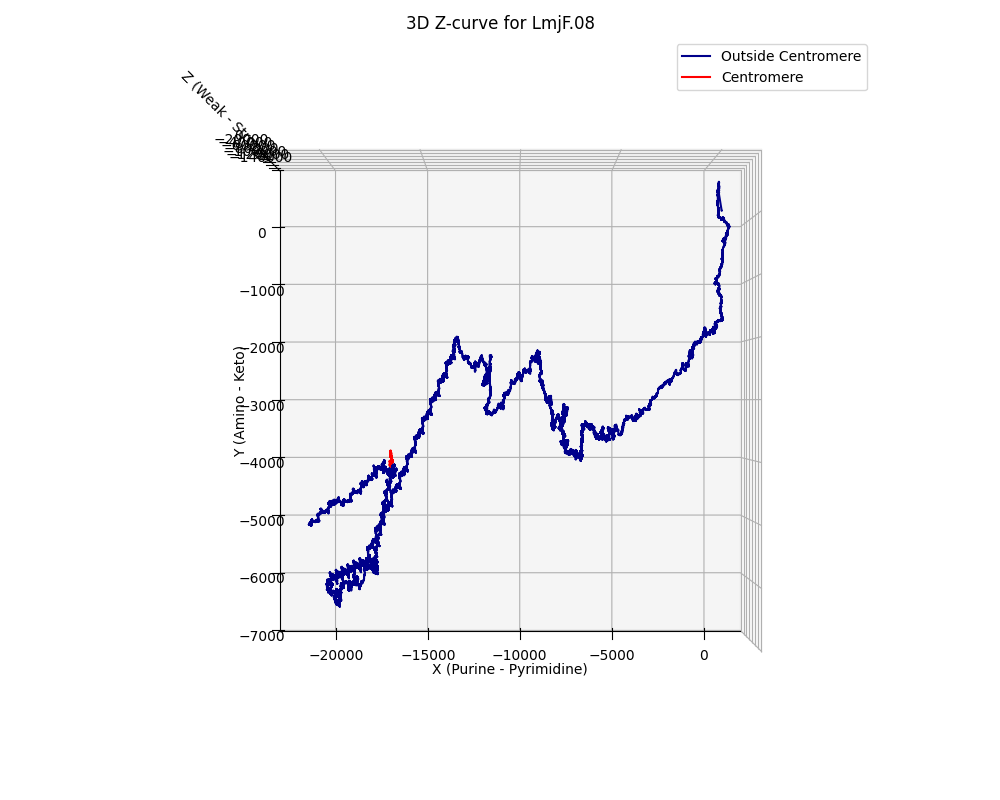 3D Z-curve for LmjF.08
Outside Centromere
Centromere
Z (Weak - 
0
−1000
−2000
−3000
−4000
−5000
−6000
−7000
Y (Amino - Keto)
−20000 −15000 −10000 −5000 0
X (Purine - Pyrimidine)